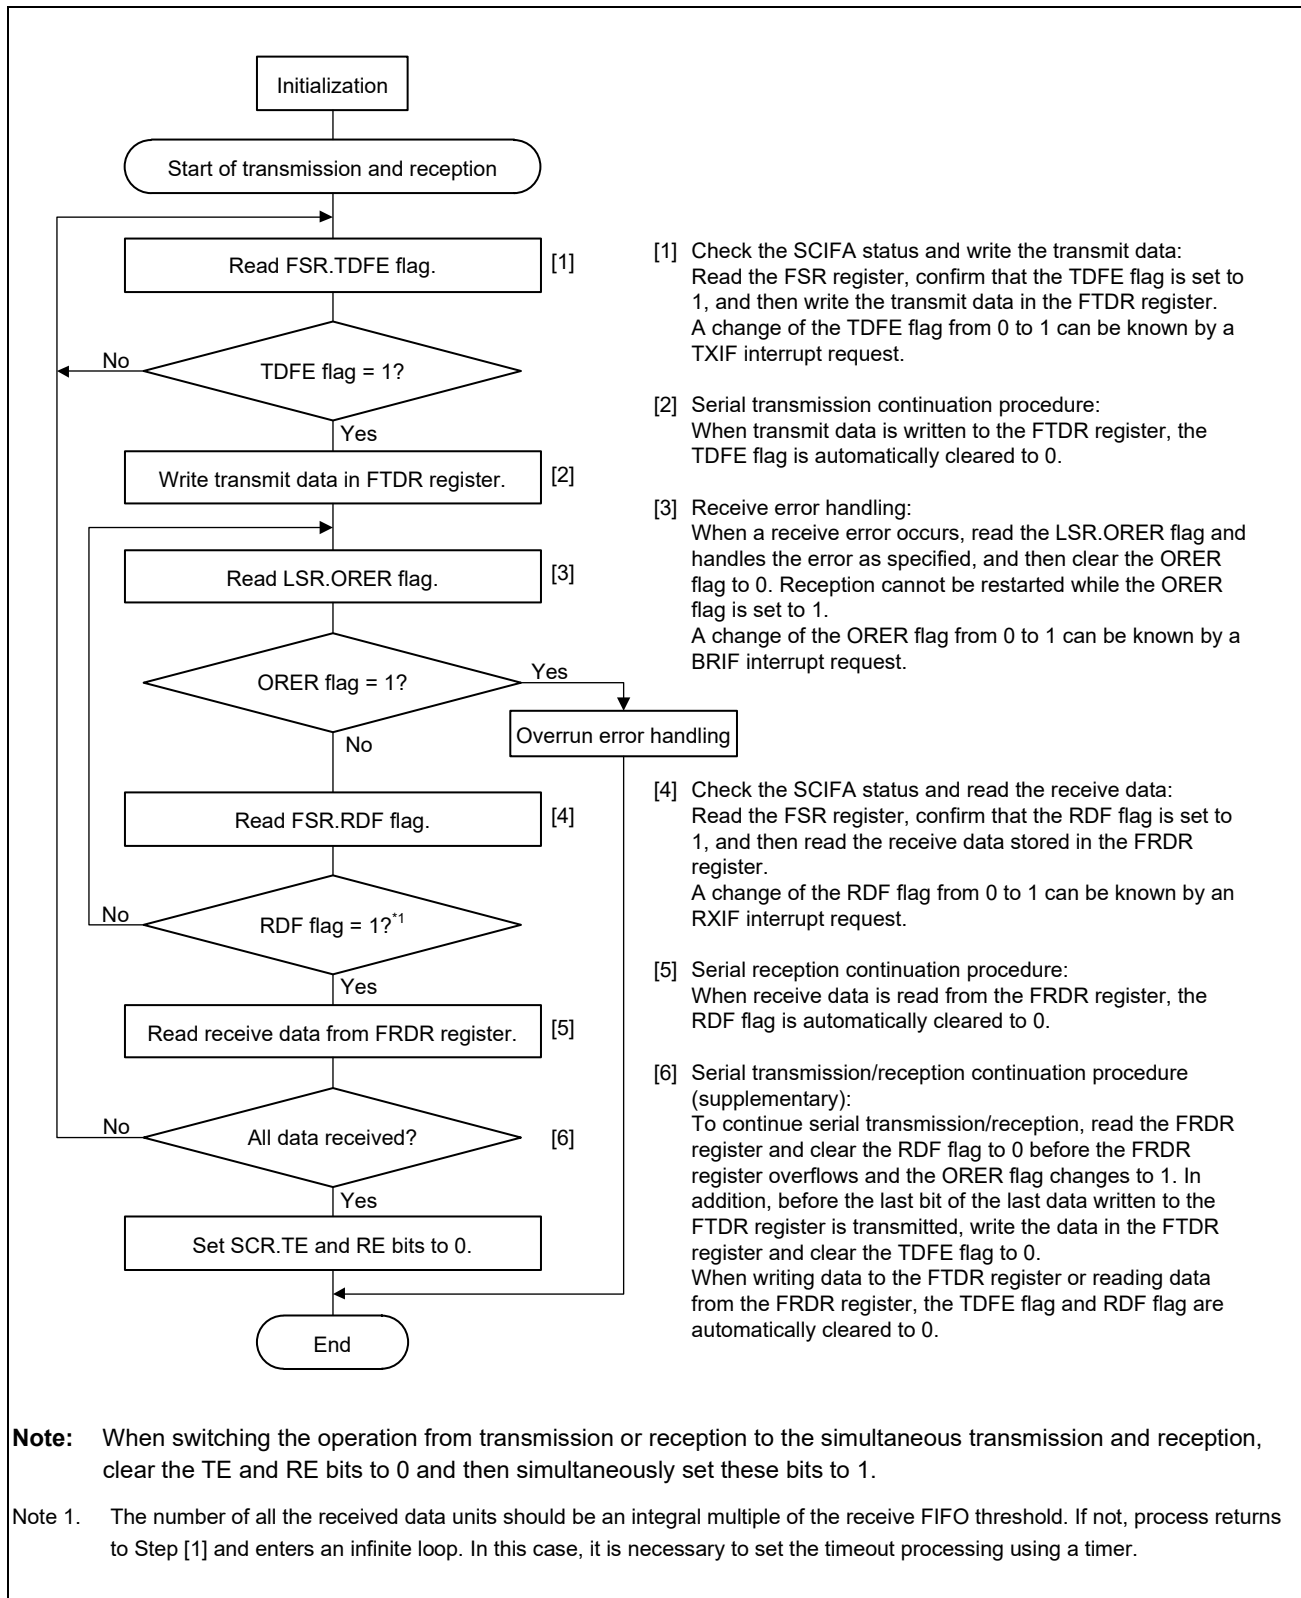 Initialization
Start of transmission and reception
Read FSR.TDFE flag.
[1]
No
TDFE flag = 1?
Yes
Write transmit data in FTDR register.
[2]
Read LSR.ORER flag.
[3]
ORER flag = 1?
Yes
Overrun error handling
No
Read FSR.RDF flag.
[4]
No
RDF flag = 1?*1
Yes
Read receive data from FRDR register.
[5]
No
All data received?
[6]
Yes
Set SCR.TE and RE bits to 0.
End
[1] Check the SCIFA status and write the transmit data:
Read the FSR register, confirm that the TDFE flag is set to
1, and then write the transmit data in the FTDR register.
A change of the TDFE flag from 0 to 1 can be known by a
TXIF interrupt request.
[2] Serial transmission continuation procedure:
When transmit data is written to the FTDR register, the
TDFE flag is automatically cleared to 0.
[3] Receive error handling:
When a receive error occurs, read the LSR.ORER flag and
handles the error as specified, and then clear the ORER
flag to 0. Reception cannot be restarted while the ORER
flag is set to 1.
A change of the ORER flag from 0 to 1 can be known by a
BRIF interrupt request.
[4] Check the SCIFA status and read the receive data:
Read the FSR register, confirm that the RDF flag is set to
1, and then read the receive data stored in the FRDR
register.
A change of the RDF flag from 0 to 1 can be known by an
RXIF interrupt request.
[5] Serial reception continuation procedure:
When receive data is read from the FRDR register, the
RDF flag is automatically cleared to 0.
[6] Serial transmission/reception continuation procedure
(supplementary):
To continue serial transmission/reception, read the FRDR
register and clear the RDF flag to 0 before the FRDR
register overflows and the ORER flag changes to 1. In
addition, before the last bit of the last data written to the
FTDR register is transmitted, write the data in the FTDR
register and clear the TDFE flag to 0.
When writing data to the FTDR register or reading data
from the FRDR register, the TDFE flag and RDF flag are
automatically cleared to 0.
Note: When switching the operation from transmission or reception to the simultaneous transmission and reception,
clear the TE and RE bits to 0 and then simultaneously set these bits to 1.
Note 1. The number of all the received data units should be an integral multiple of the receive FIFO threshold. If not, process returns
to Step [1] and enters an infinite loop. In this case, it is necessary to set the timeout processing using a timer.